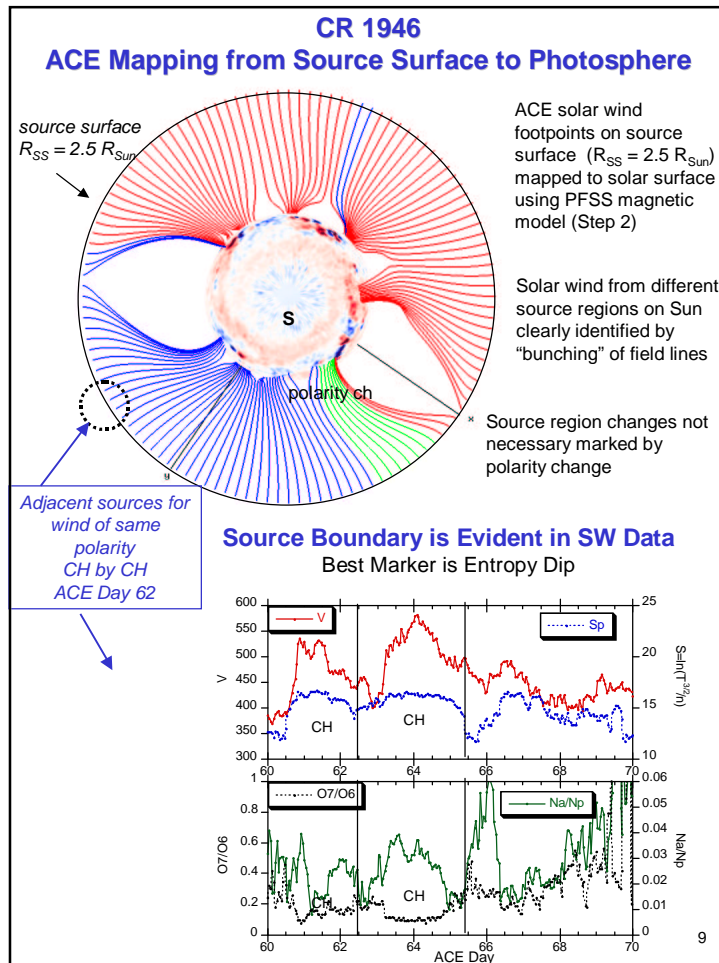 CR 1946
ACE Mapping from Source Surface to Photosphere
source surface
R_SS = 2.5 R_Sun
ACE solar wind
footpoints on source
surface (R_SS = 2.5 R_Sun)
mapped to solar surface
using PFSS magnetic
model (Step 2)
Solar wind from different
source regions on Sun
clearly identified by
“bunching” of field lines
S
polarity ch
Source region changes not
necessary marked by
polarity change
Adjacent sources for
wind of same
polarity
CH by CH
ACE Day 62
Source Boundary is Evident in SW Data
Best Marker is Entropy Dip
600
550
500
450
400
350
300
V
V
Sp
CH
CH
25
20
15
10
S=ln(T^3/2/n)
60 62 64 66 68 70
1
0.8
0.6
0.4
0.2
0
O7/O6
O7/O6
Na/Np
CH
CH
0.06
0.05
0.04
0.03
0.02
0.01
0
Na/Np
60 62 64 66 68 70
ACE Day
9